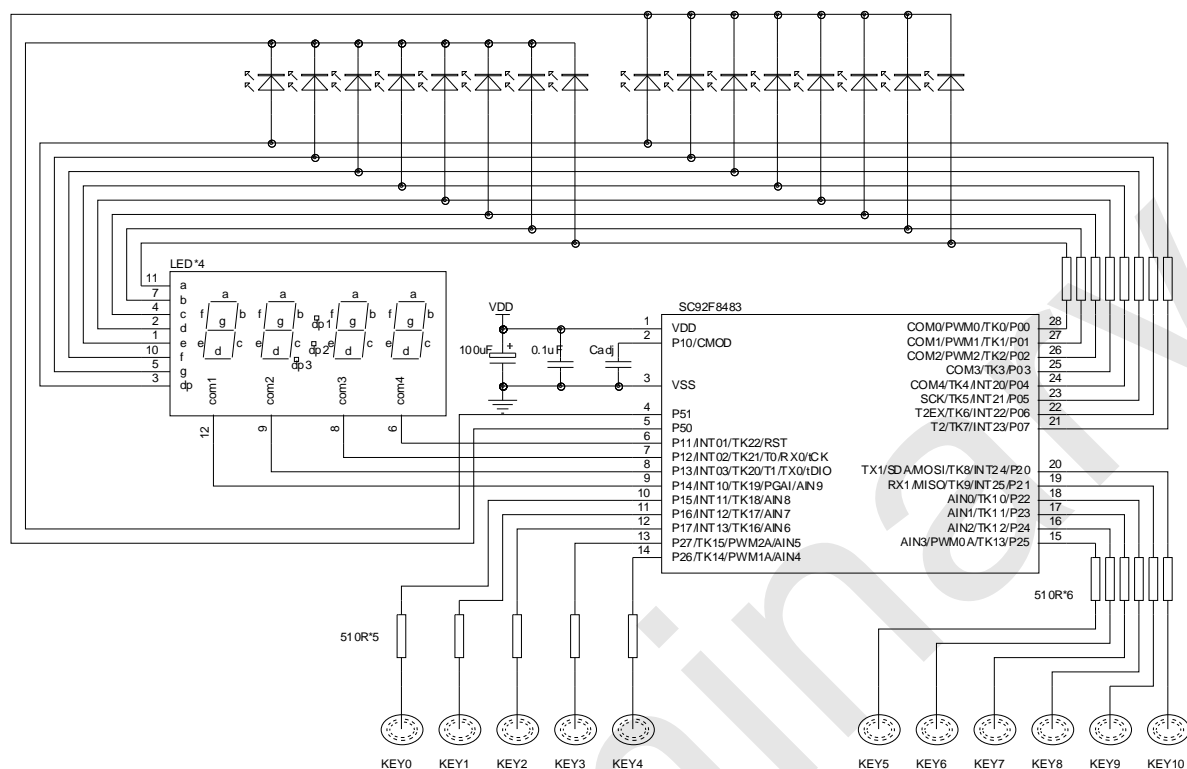 LED*4
11 a
7 b
4 c
2 d
1 e
10 f
5 g
3 dp
a a a a
f b f b f b f b
g g g g
e c e c e c e c
d d d d
dp1
dp2
dp3
com1 com2 com3 com4
12 9 8 6
VDD
100uF +
0.1uF
Cadj
SC92F8483
1 VDD
2 P10/CMOD
3 VSS
4 P51
5 P50
6 P11/INT01/TK22/RST
7 P12/INT02/TK21/T0/RX0/tCK
8 P13/INT03/TK20/T1/TX0/tDIO
9 P14/INT10/TK19/PGAI/AIN9
10 P15/INT11/TK18/AIN8
11 P16/INT12/TK17/AIN7
12 P17/INT13/TK16/AIN6
13 P27/TK15/PWM2A/AIN5
14 P26/TK14/PWM1A/AIN4
COM0/PWM0/TK0/P00 28
COM1/PWM1/TK1/P01 27
COM2/PWM2/TK2/P02 26
COM3/TK3/P03 25
COM4/TK4/INT20/P04 24
SCK/TK5/INT21/P05 23
T2EX/TK6/INT22/P06 22
T2/TK7/INT23/P07 21
TX1/SDA/MOSI/TK8/INT24/P20 20
RX1/MISO/TK9/INT25/P21 19
AIN0/TK10/P22 18
AIN1/TK11/P23 17
AIN2/TK12/P24 16
AIN3/PWM0A/TK13/P25 15
510R*5
510R*6
KEY0 KEY1 KEY2 KEY3 KEY4 KEY5 KEY6 KEY7 KEY8 KEY9 KEY10
inary